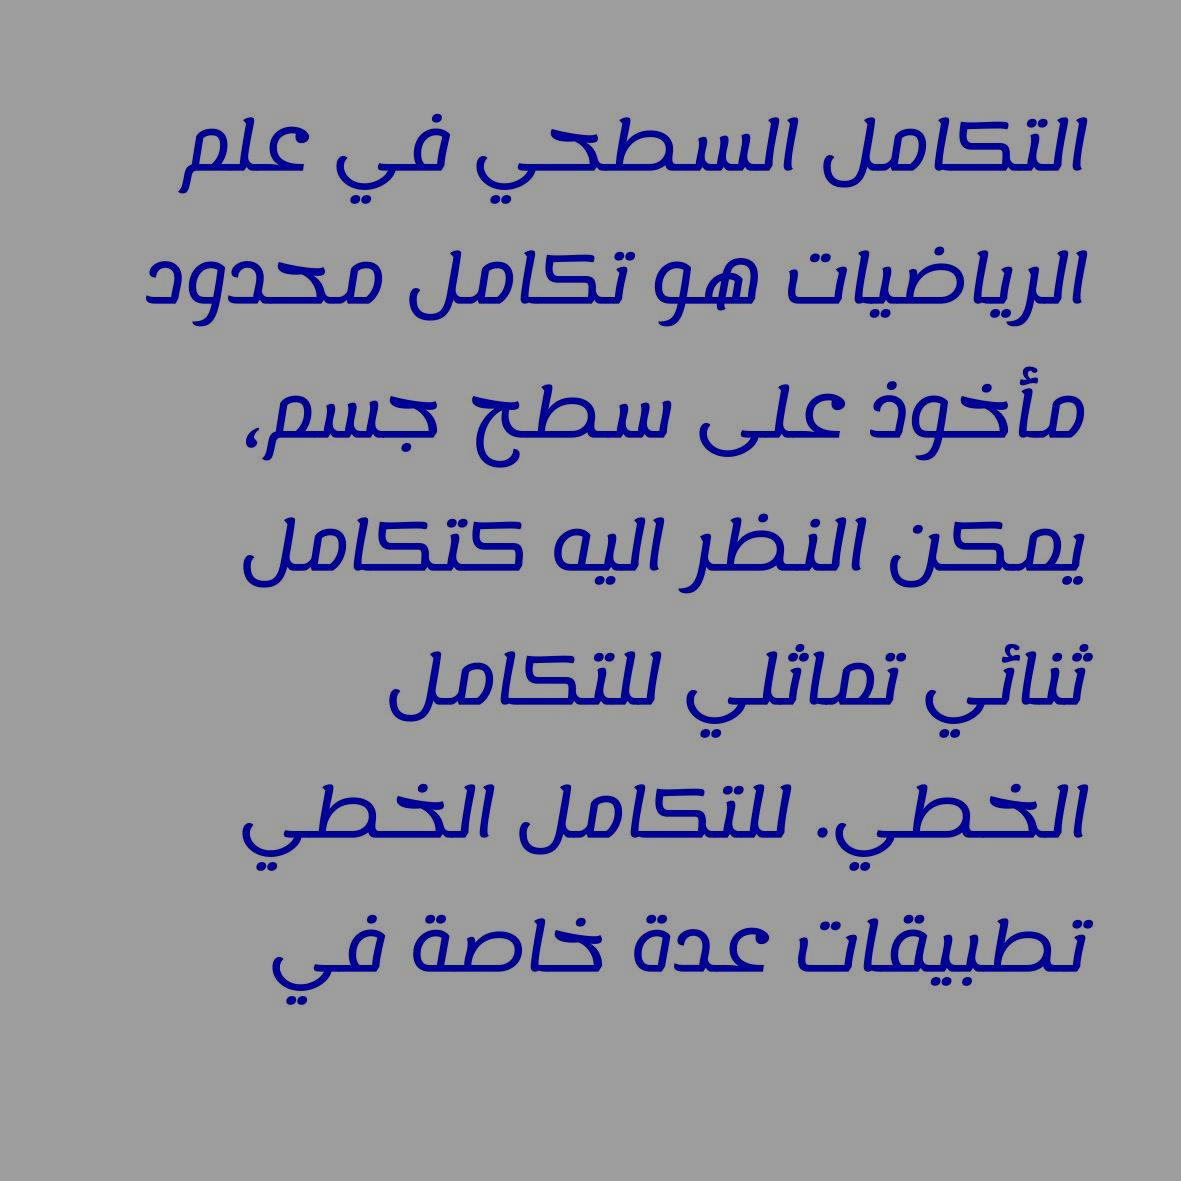 التكامل السطحي في علم
الرياضيات هو تكامل محدود
مأخوذ على سطح جسم،
يمكن النظر اليه كتكامل
ثنائي تماثلي للتكامل
الخطي. للتكامل الخطي
تطبيقات عدة خاصة في